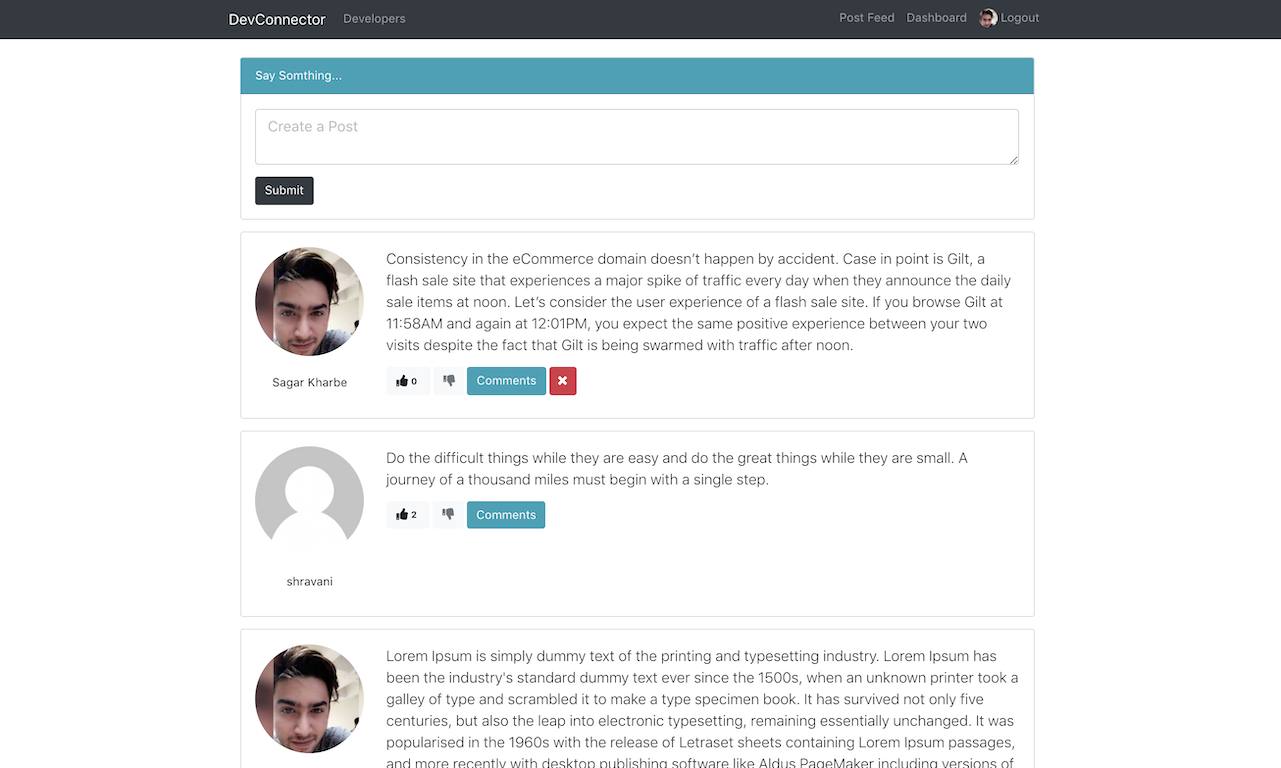 DevConnector Developers Post Feed Dashboard Logout
Say Somthing...
Create a Post
Submit
Consistency in the eCommerce domain doesn’t happen by accident. Case in point is Gilt, a
flash sale site that experiences a major spike of traffic every day when they announce the daily
sale items at noon. Let’s consider the user experience of a flash sale site. If you browse Gilt at
11:58AM and again at 12:01PM, you expect the same positive experience between your two
visits despite the fact that Gilt is being swarmed with traffic after noon.
Sagar Kharbe
0 Comments
Do the difficult things while they are easy and do the great things while they are small. A
journey of a thousand miles must begin with a single step.
2 Comments
shravani
Lorem Ipsum is simply dummy text of the printing and typesetting industry. Lorem Ipsum has
been the industry's standard dummy text ever since the 1500s, when an unknown printer took a
galley of type and scrambled it to make a type specimen book. It has survived not only five
centuries, but also the leap into electronic typesetting, remaining essentially unchanged. It was
popularised in the 1960s with the release of Letraset sheets containing Lorem Ipsum passages,
and more recently with desktop publishing software like Aldus PageMaker including versions of